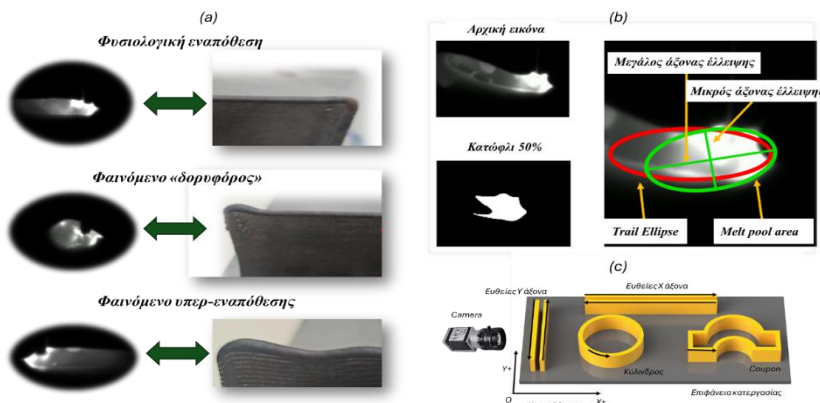 (a)
Φυσιολογική εναπόθεση
Φαινόμενο «δορυφόρος»
Φαινόμενο υπερ-εναπόθεσης
(b)
Αρχική εικόνα
Κατώφλι 50%
Μεγάλος άξονας έλλειψης
Μικρός άξονας έλλειψης
Trail Ellipse
Melt pool area
(c)
Ευθείες Υ άξονα
Ευθείες Χ άξονα
Camera
Κύλινδρος
Coupon
Y+
O
X+
Επιφάνεια κατεργασίας